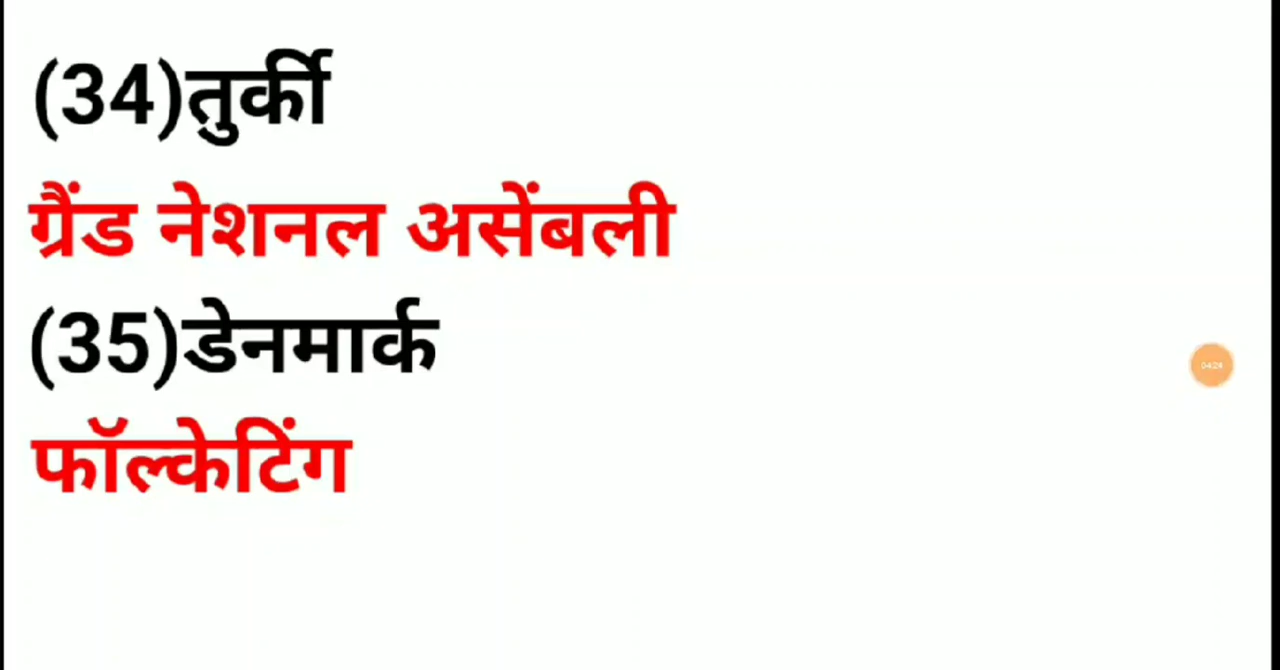 (34)तुर्की
ग्रैंड नेशनल असेंबली
(35)डेनमार्क
फॉल्केटिंग